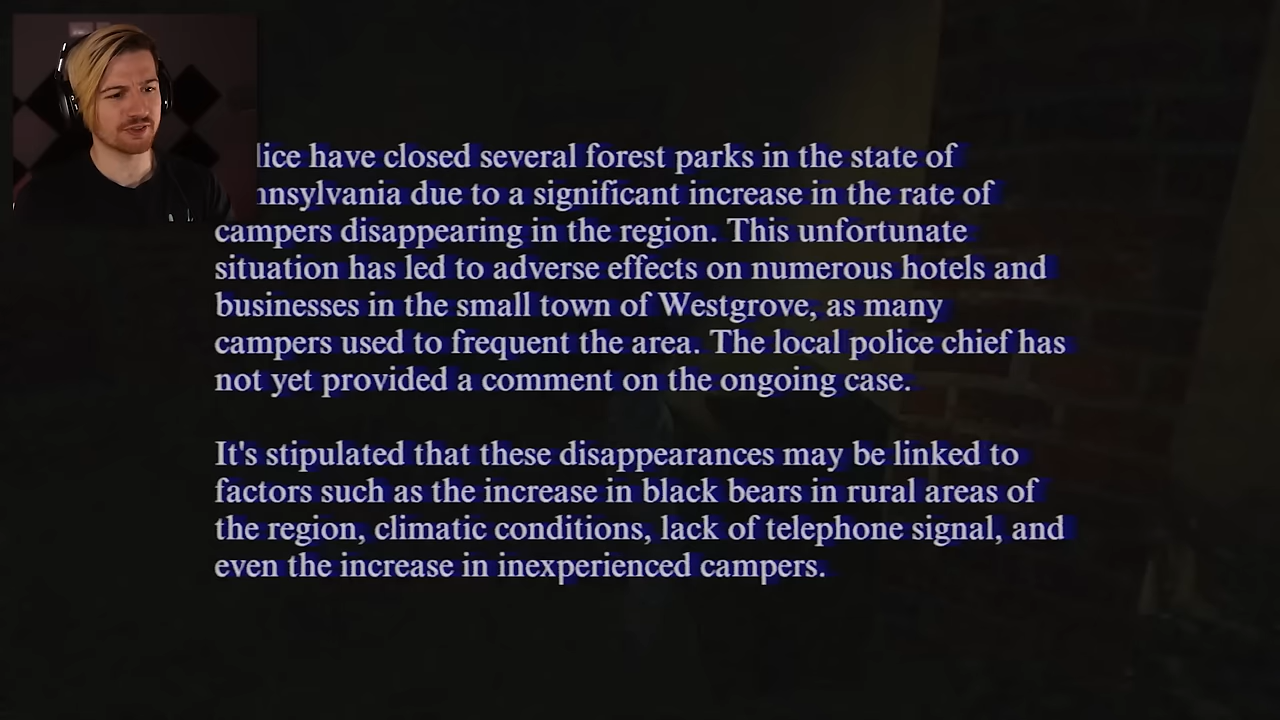 lice have closed several forest parks in the state of
nnsylvania due to a significant increase in the rate of
campers disappearing in the region. This unfortunate
situation has led to adverse effects on numerous hotels and
businesses in the small town of Westgrove, as many
campers used to frequent the area. The local police chief has
not yet provided a comment on the ongoing case.
It's stipulated that these disappearances may be linked to
factors such as the increase in black bears in rural areas of
the region, climatic conditions, lack of telephone signal, and
even the increase in inexperienced campers.